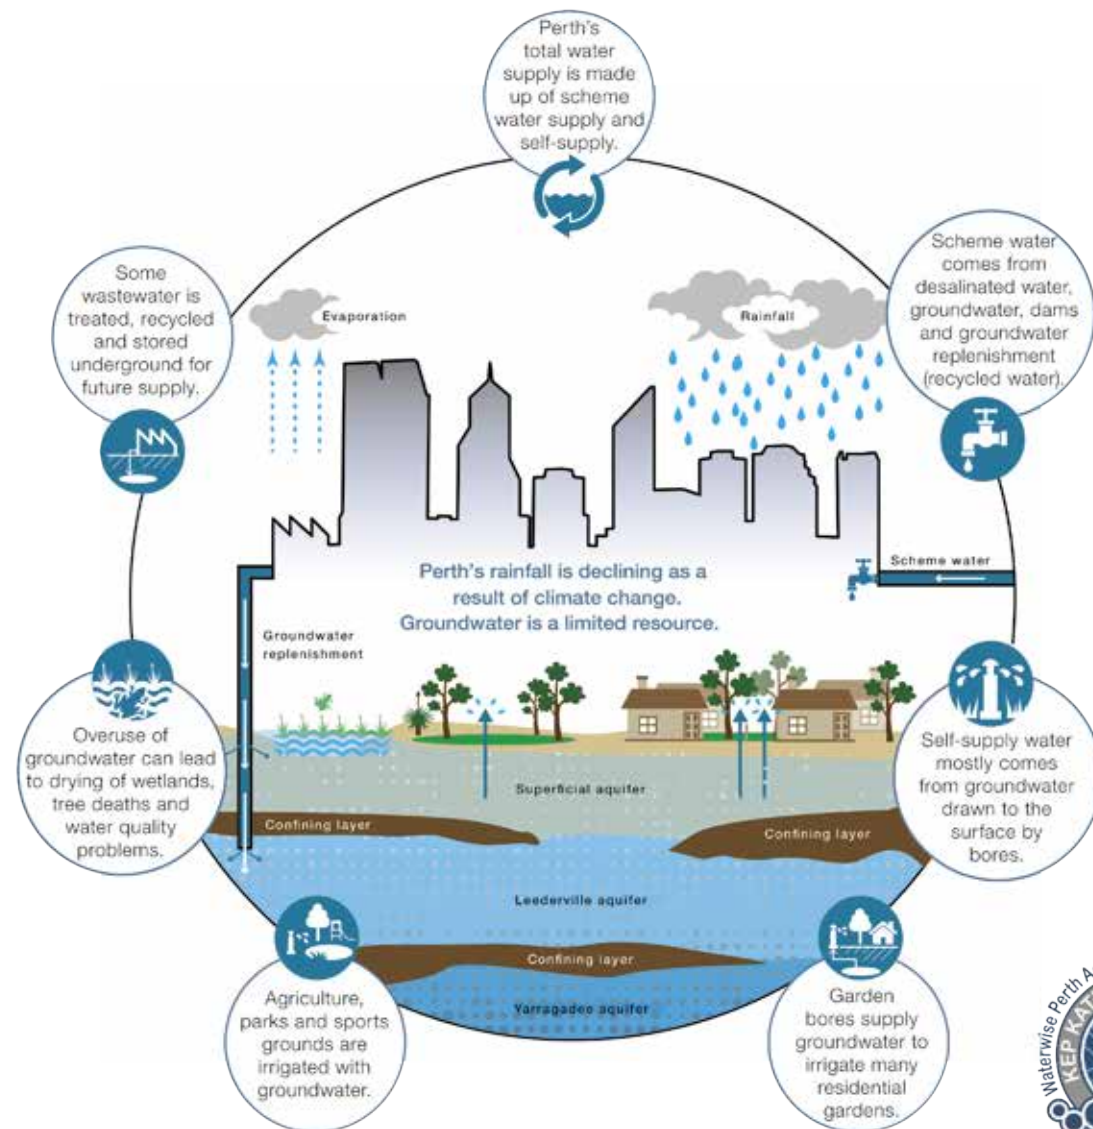 Perth's
total water
supply is made
up of scheme
water supply and
self-supply.
Some
wastewater is
treated, recycled
and stored
underground for
future supply.
Evaporation
Rainfall
Scheme water
comes from
desalinated water,
groundwater, dams
and groundwater
replenishment
(recycled water).
Scheme water
Perth's rainfall is declining as a
result of climate change.
Groundwater is a limited resource.
Groundwater
replenishment
Overuse of
groundwater can lead
to drying of wetlands,
tree deaths and
water quality
problems.
Superficial aquifer
Self-supply water
mostly comes
from groundwater
drawn to the
surface by
bores.
Confining layer
Confining layer
Leederville aquifer
Confining layer
Yarragadee aquifer
Agriculture,
parks and sports
grounds are
irrigated with
groundwater.
Garden
bores supply
groundwater to
irrigate many
residential
gardens.
Waterwise Perth A
KEP KAT